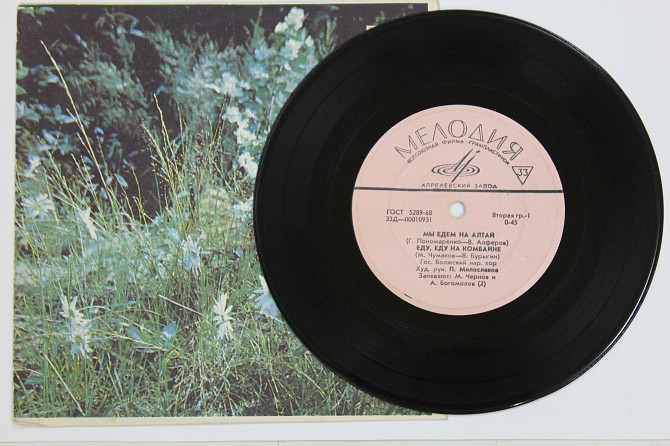 МЕЛОДИЯ
ВСЕСОЮЗНАЯ ФИРМА ГРАМПЛАСТИНОК
33
АПРЕЛЕВСКИЙ ЗАВОД
ГОСТ 5289-68
33Д—00010931
Вторая гр.-1
0-45
МЫ ЕДЕМ НА АЛТАЙ
(Г. Пономаренко—В. Алферов)
ЕДУ, ЕДУ НА КОМБАЙНЕ
(М. Чумаков—В. Бурыгин)
Гос. Волжский нар. хор
Худ. рук. П. Милославов
Запевают: М. Чернов и
А. Богомолов (2)